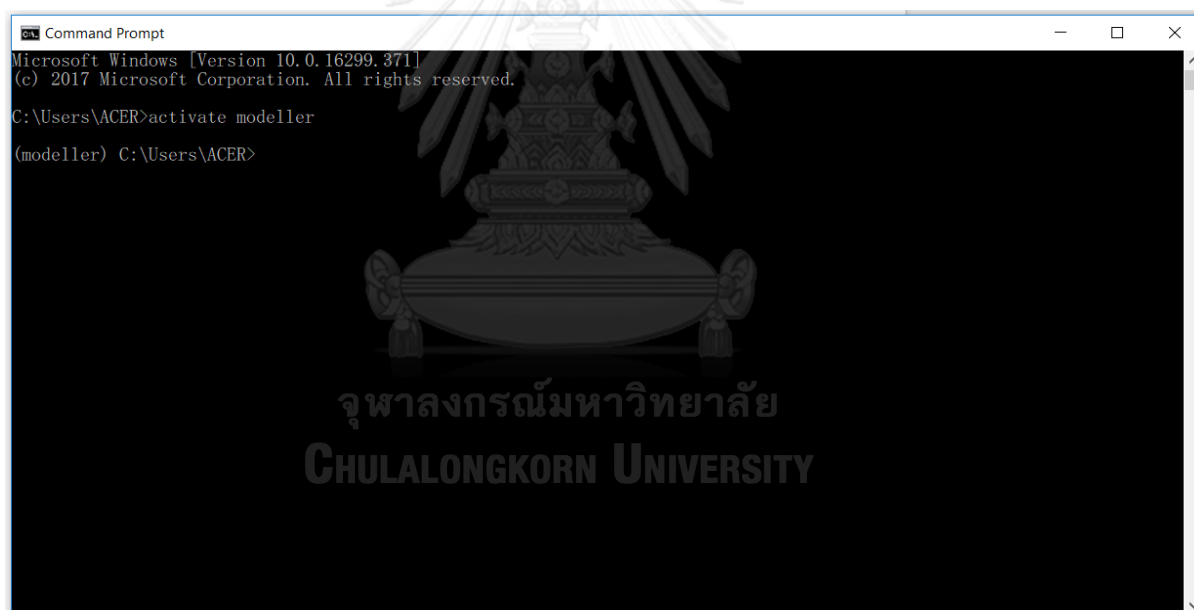 Command Prompt
Microsoft Windows [Version 10.0.16299.371]
(c) 2017 Microsoft Corporation. All rights reserved.
C:\Users\ACER>activate modeller
(modeller) C:\Users\ACER>
จุฬาลงกรณ์มหาวิทยาลัย
CHULALONGKORN UNIVERSITY